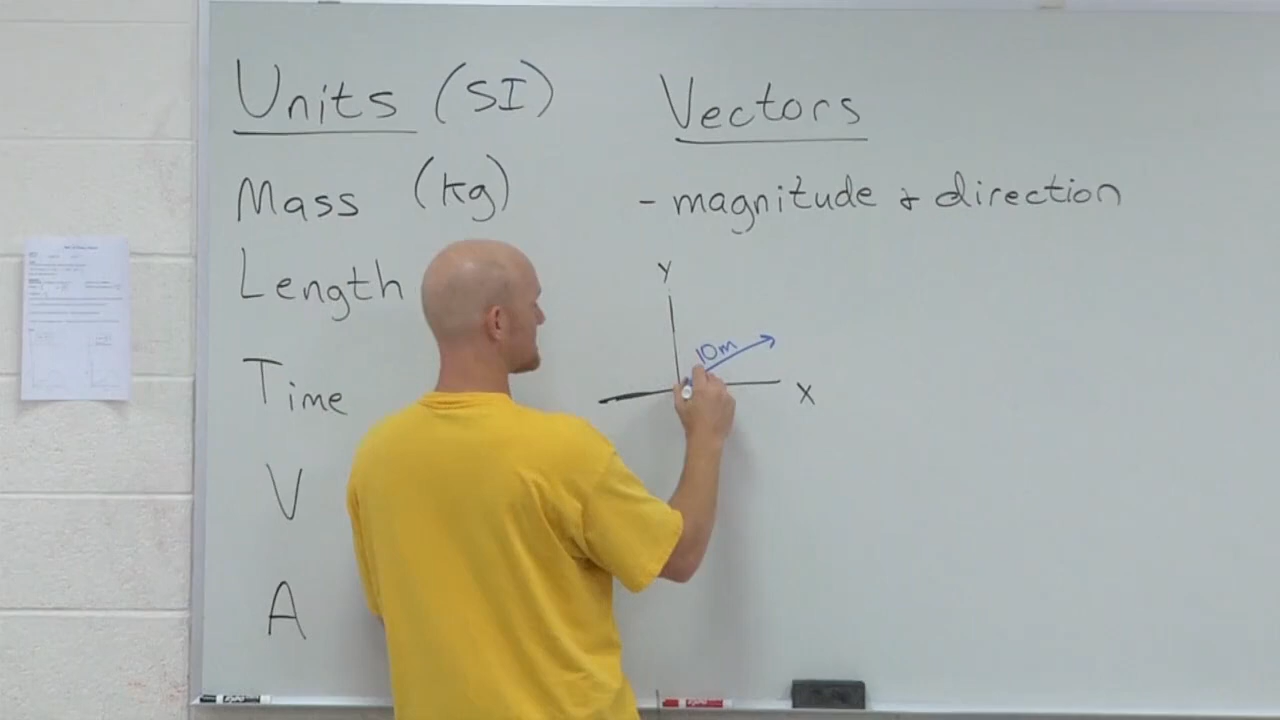 Units (SI)
Mass (kg)
Length
Time
V
A
Vectors
- magnitude & direction
Y
10m
X